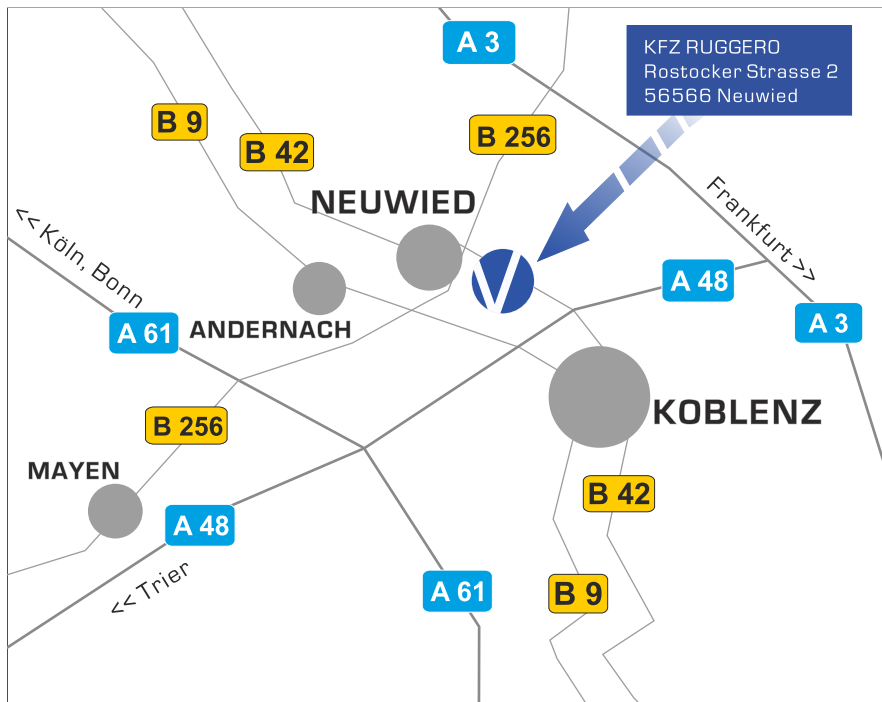 A 3
KFZ RUGGERO
Rostocker Strasse 2
56566 Neuwied
B 9
B 42
B 256
NEUWIED
Frankfurt >>
<< Köln, Bonn
A 48
A 61
ANDERNACH
A 3
B 256
KOBLENZ
MAYEN
B 42
A 48
<< Trier
A 61
B 9